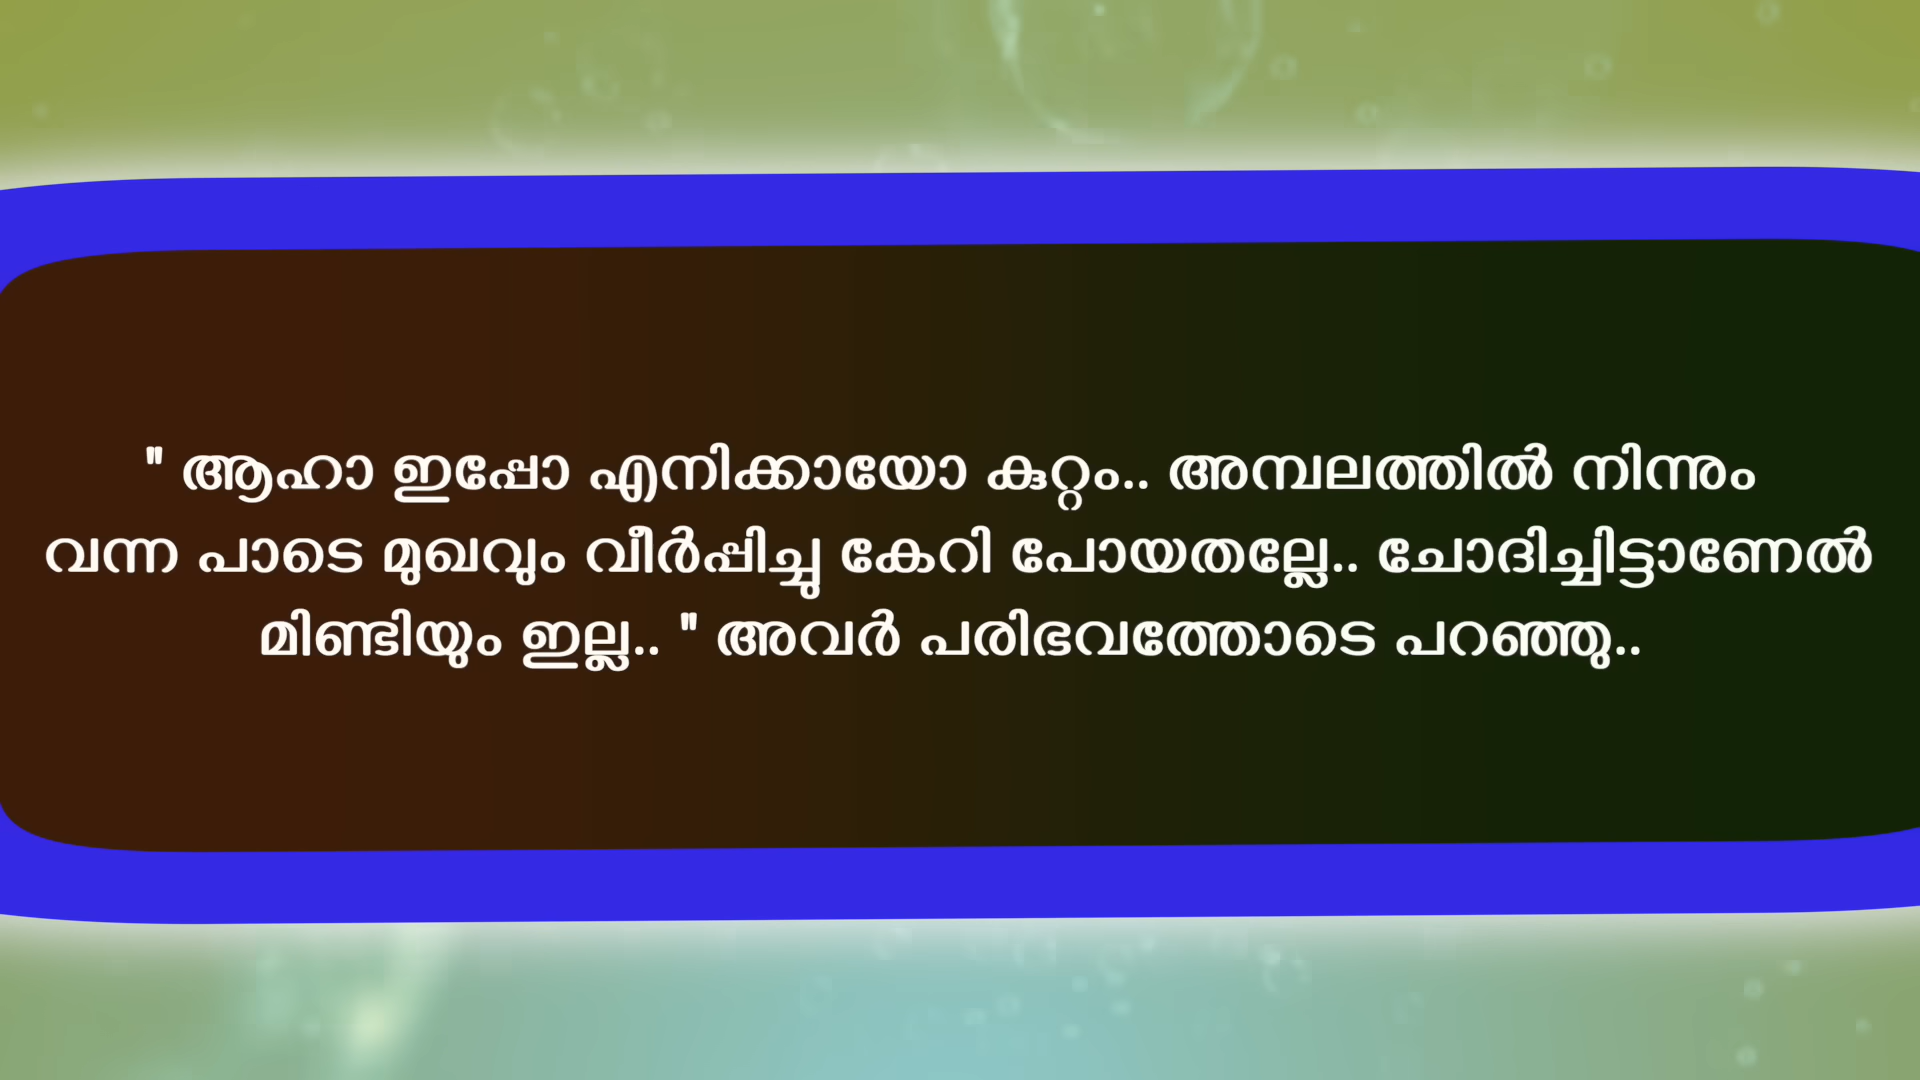 " ആഹാ ഇപ്പോ എനിക്കായോ കുറ്റം.. അമ്പലത്തിൽ നിന്നും
വന്ന പാടെ മുഖവും വീർപ്പിച്ചു കേറി പോയതല്ലേ.. ചോദിച്ചിട്ടാണേൽ
മിണ്ടിയും ഇല്ല.. " അവർ പരിഭവത്തോടെ പറഞ്ഞു..